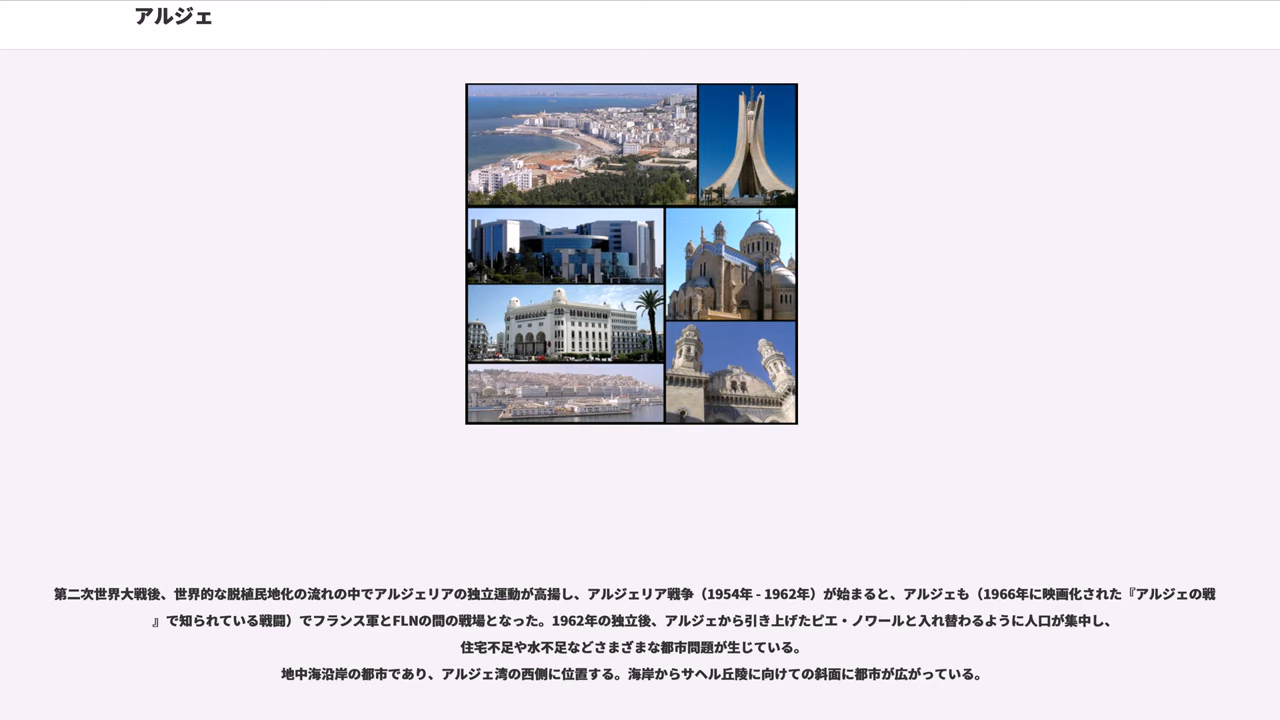 アルジェ
第二次世界大戦後、世界的な脱植民地化の流れの中でアルジェリアの独立運動が高揚し、アルジェリア戦争（1954年 - 1962年）が始まると、アルジェも（1966年に映画化された『アルジェの戦
』で知られている戦闘）でフランス軍とFLNの間の戦場となった。1962年の独立後、アルジェから引き上げたピエ・ノワールと入れ替わるように人口が集中し、
住宅不足や水不足などさまざまな都市問題が生じている。
地中海沿岸の都市であり、アルジェ湾の西側に位置する。海岸からサヘル丘陵に向けての斜面に都市が広がっている。